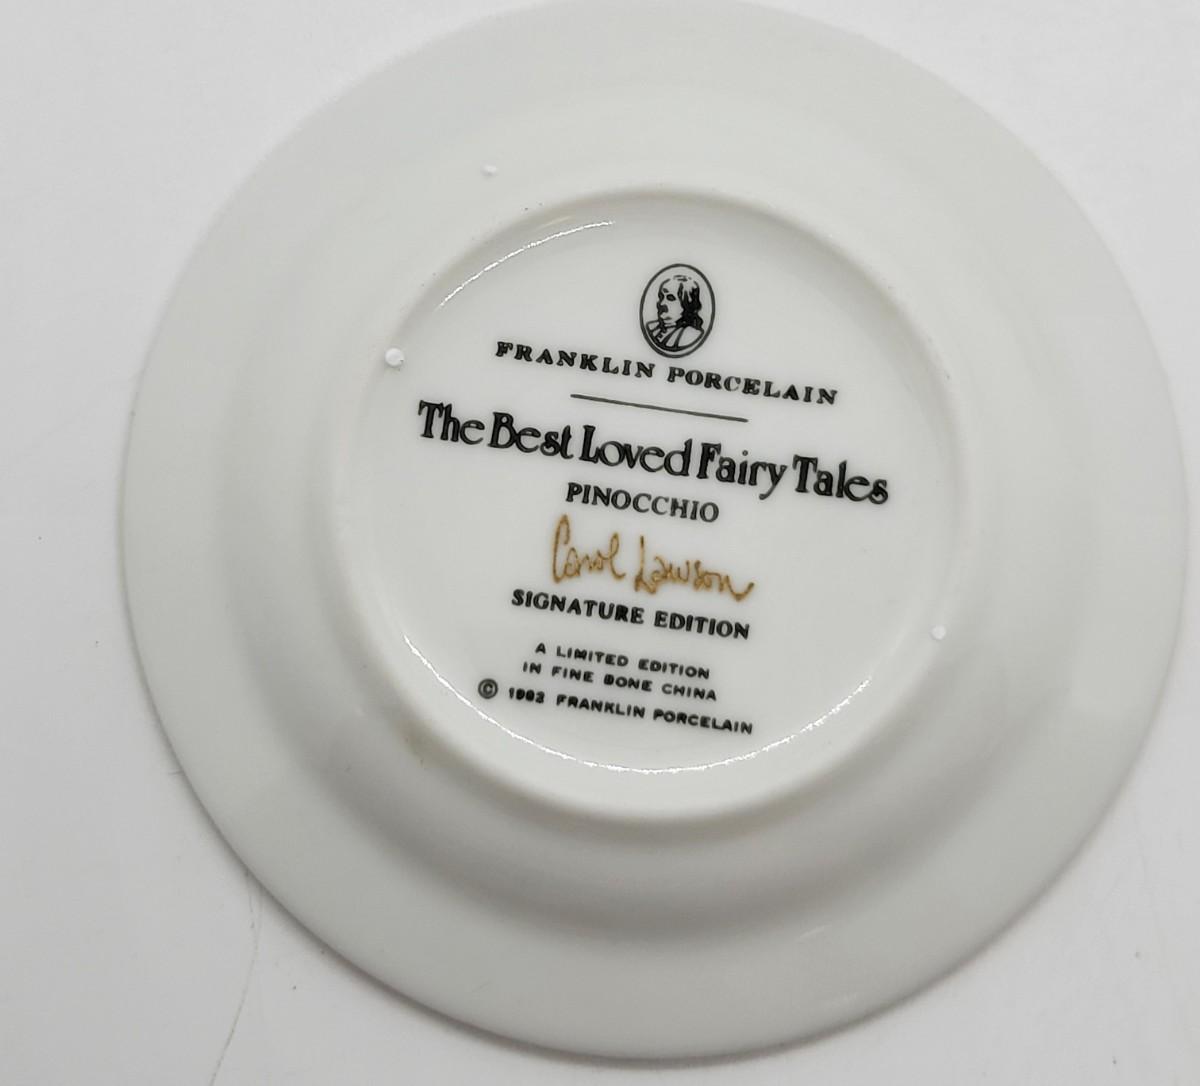 FRANKLIN PORCELAIN
The Best Loved Fairy Tales
PINOCCHIO
Carol Lawson
SIGNATURE EDITION
A LIMITED EDITION
IN FINE BONE CHINA
© 1983 FRANKLIN PORCELAIN